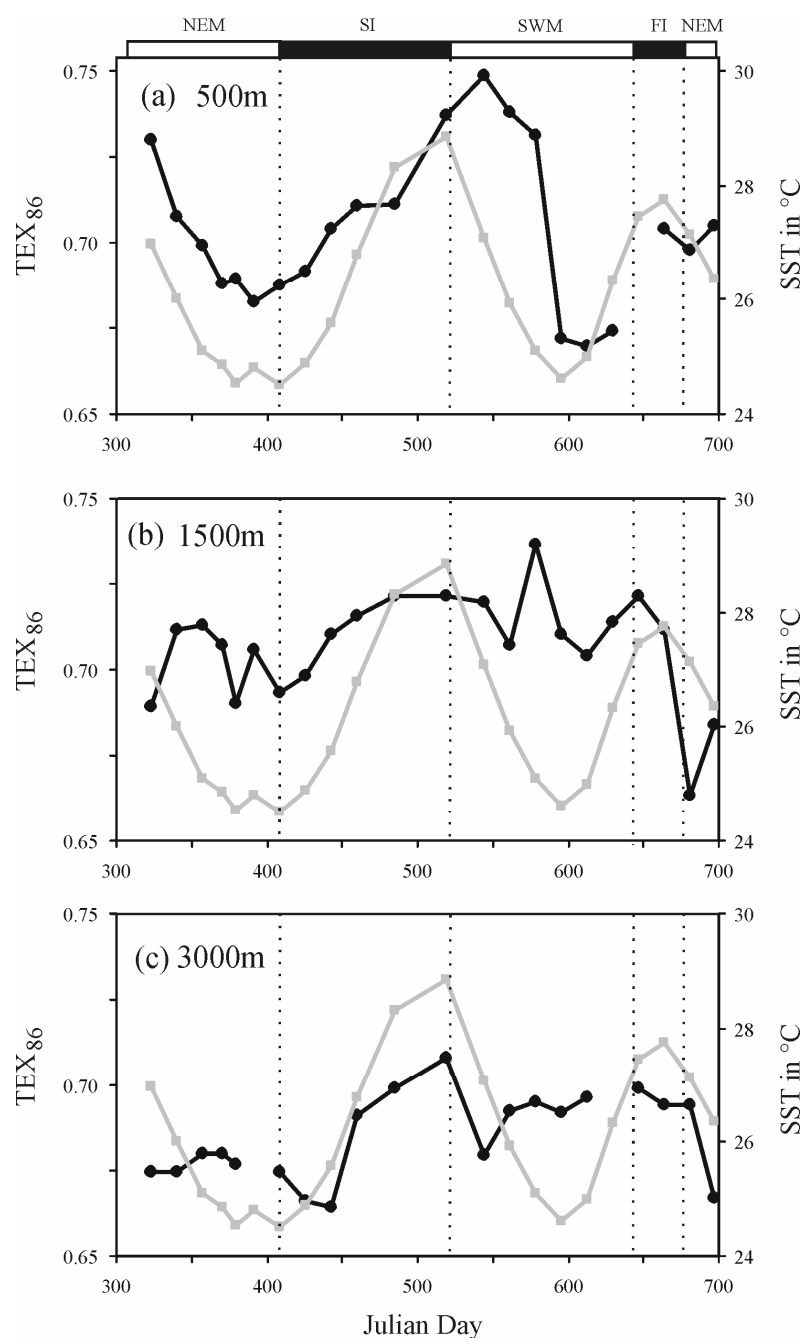 NEM SI SWM FI NEM
(a) 500m
TEX86
0.75
0.70
0.65
SST in °C
30
28
26
24
300 400 500 600 700
(b) 1500m
TEX86
0.75
0.70
0.65
SST in °C
30
28
26
24
300 400 500 600 700
(c) 3000m
TEX86
0.75
0.70
0.65
SST in °C
30
28
26
24
300 400 500 600 700
Julian Day